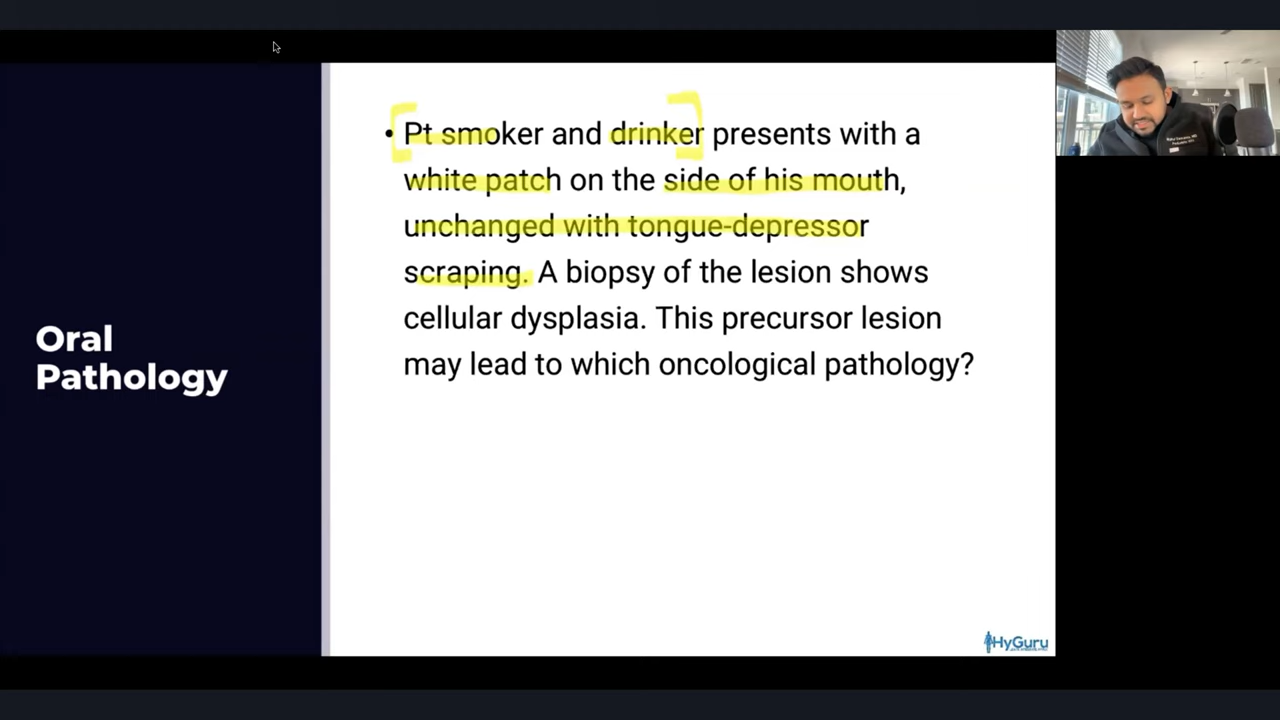 Oral
Pathology
• Pt smoker and drinker presents with a
white patch on the side of his mouth,
unchanged with tongue-depressor
scraping. A biopsy of the lesion shows
cellular dysplasia. This precursor lesion
may lead to which oncological pathology?
HyGuru